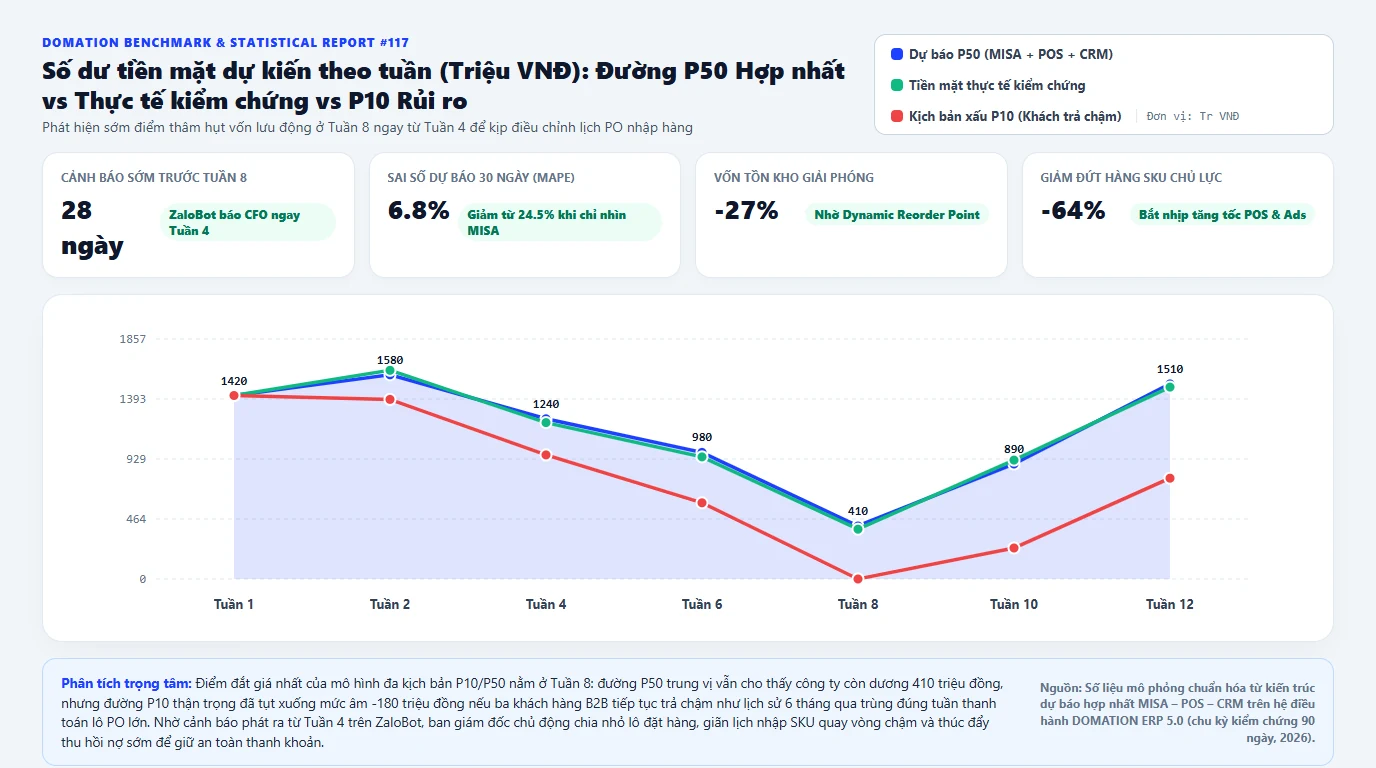 DOMATION BENCHMARK & STATISTICAL REPORT #117
Số dư tiền mặt dự kiến theo tuần (Triệu VNĐ): Đường P50 Hợp nhất
vs Thực tế kiểm chứng vs P10 Rủi ro
Phát hiện sớm điểm thâm hụt vốn lưu động ở Tuần 8 ngay từ Tuần 4 để kịp điều chỉnh lịch PO nhập hàng
Dự báo P50 (MISA + POS + CRM)
Tiền mặt thực tế kiểm chứng
Kịch bản xấu P10 (Khách trả chậm)
Đơn vị: Tr VNĐ
CẢNH BÁO SỚM TRƯỚC TUẦN 8
28
ngày
ZaloBot báo CFO ngay
Tuần 4
SAI SỐ DỰ BÁO 30 NGÀY (MAPE)
6.8%
Giảm từ 24.5% khi chỉ nhìn
MISA
VỐN TỒN KHO GIẢI PHÓNG
-27%
Nhờ Dynamic Reorder Point
GIẢM ĐỨT HÀNG SKU CHỦ LỰC
-64%
Bắt nhịp tăng tốc POS & Ads
1857
1393
929
464
0
1420
1580
1240
980
410
890
1510
Tuần 1
Tuần 2
Tuần 4
Tuần 6
Tuần 8
Tuần 10
Tuần 12
Phân tích trọng tâm: Điểm đắt giá nhất của mô hình đa kịch bản P10/P50 nằm ở Tuần 8: đường P50 trung vị vẫn cho thấy công ty còn dương 410 triệu đồng,
nhưng đường P10 thận trọng đã tụt xuống mức âm -180 triệu đồng nếu ba khách hàng B2B tiếp tục trả chậm như lịch sử 6 tháng qua trùng đúng tuần thanh
toán lô PO lớn. Nhờ cảnh báo phát ra từ Tuần 4 trên ZaloBot, ban giám đốc chủ động chia nhỏ lô đặt hàng, giãn lịch nhập SKU quay vòng chậm và thúc đẩy
thu hồi nợ sớm để giữ an toàn thanh khoản.
Nguồn: Số liệu mô phỏng chuẩn hóa từ kiến trúc
dự báo hợp nhất MISA – POS – CRM trên hệ điều
hành DOMATION ERP 5.0 (chu kỳ kiểm chứng 90
ngày, 2026).